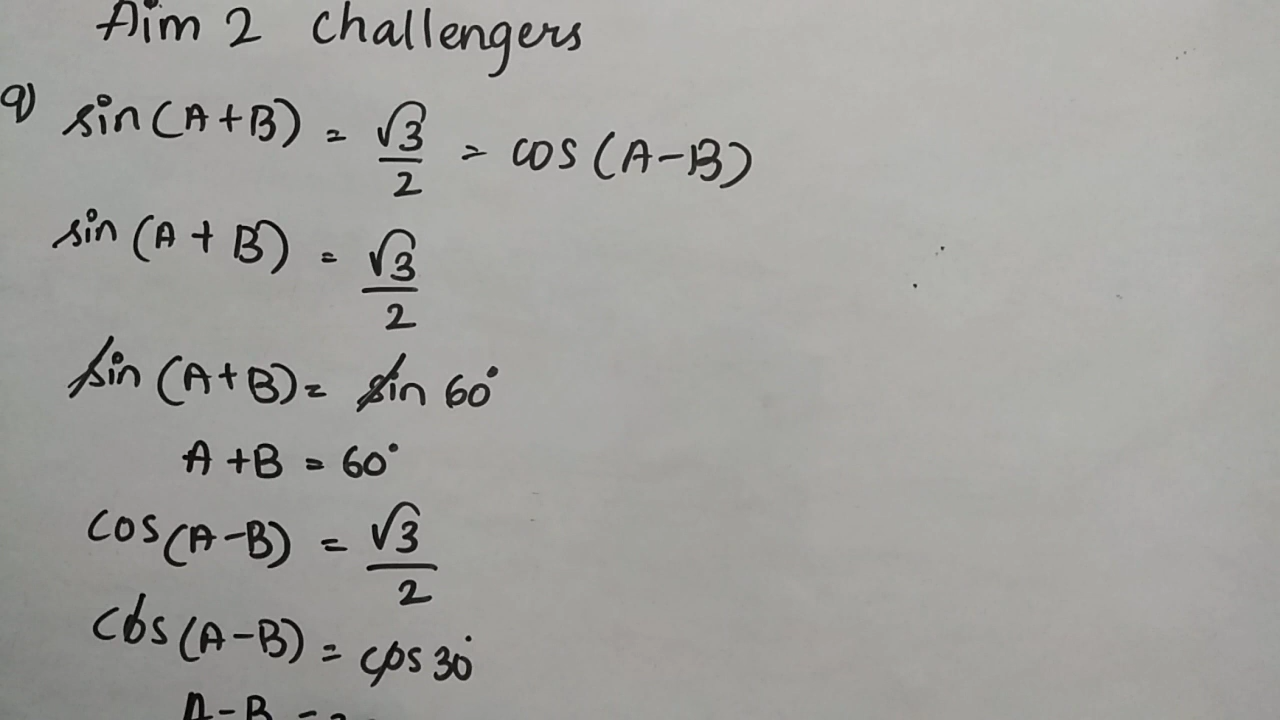 Aim 2 challengers
q) sin(A+B) = √3/2 = cos(A-B)
sin(A+B) = √3/2
sin(A+B) = sin 60°
A+B = 60°
cos(A-B) = √3/2
cos(A-B) = cos 30°
A-B =